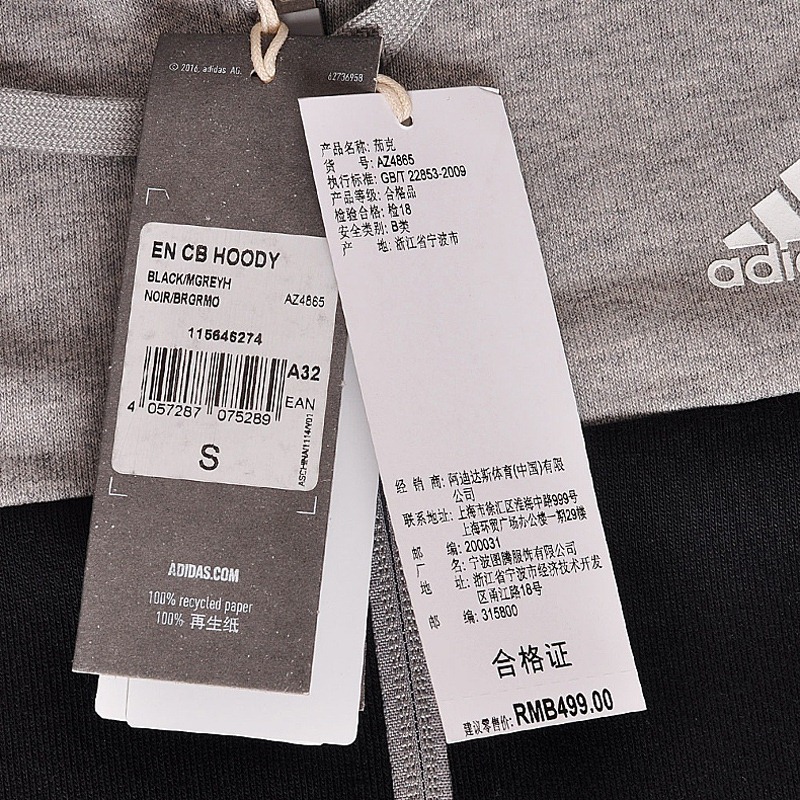 © 2016, adidas AG.
62736958
EN CB HOODY
BLACK/MGREYH
NOIR/BRGRMO AZ4865
115646274
A32
4 057287 075289 EAN
S
ASCHINA/1114/V01
ADIDAS.COM
100% recycled paper
100% 再生纸
产品名称: 茄克
货 号: AZ4865
执行标准: GB/T 22853-2009
产品等级: 合格品
检验合格: 检18
安全类别: B类
产 地: 浙江省宁波市
经 销 商: 阿迪达斯体育(中国)有限
公司
联系地址: 上海市徐汇区淮海中路999号
上海环贸广场办公楼一期29楼
邮 编: 200031
厂 名: 宁波图腾服饰有限公司
地 址: 浙江省宁波市经济技术开发
区甬江路18号
邮 编: 315800
合格证
建议零售价: RMB499.00